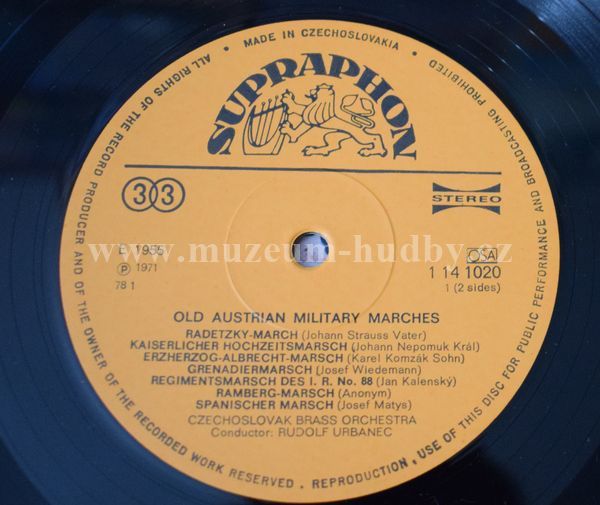 ALL RIGHTS OF THE RECORD PRODUCER AND OF THE OWNER OF THE RECORDED WORK RESERVED . REPRODUCTION, USE OF THIS DISC FOR PUBLIC PERFORMANCE AND BROADCASTING PROHIBITED
• MADE IN CZECHOSLOVAKIA •
SUPRAPHON
33
STEREO
E 1955
℗ 1971
78 1
OSA
1 14 1020
1 (2 sides)
www.muzeum-hudby.cz
OLD AUSTRIAN MILITARY MARCHES
RADETZKY-MARCH (Johann Strauss Vater)
KAISERLICHER HOCHZEITSMARSCH (Johann Nepomuk Král)
ERZHERZOG-ALBRECHT-MARSCH (Karel Komzák Sohn)
GRENADIERMARSCH (Josef Wiedemann)
REGIMENTSMARSCH DES I. R. No. 88 (Jan Kalenský)
RAMBERG-MARSCH (Anonym)
SPANISCHER MARSCH (Josef Matys)
CZECHOSLOVAK BRASS ORCHESTRA
Conductor: RUDOLF URBANEC